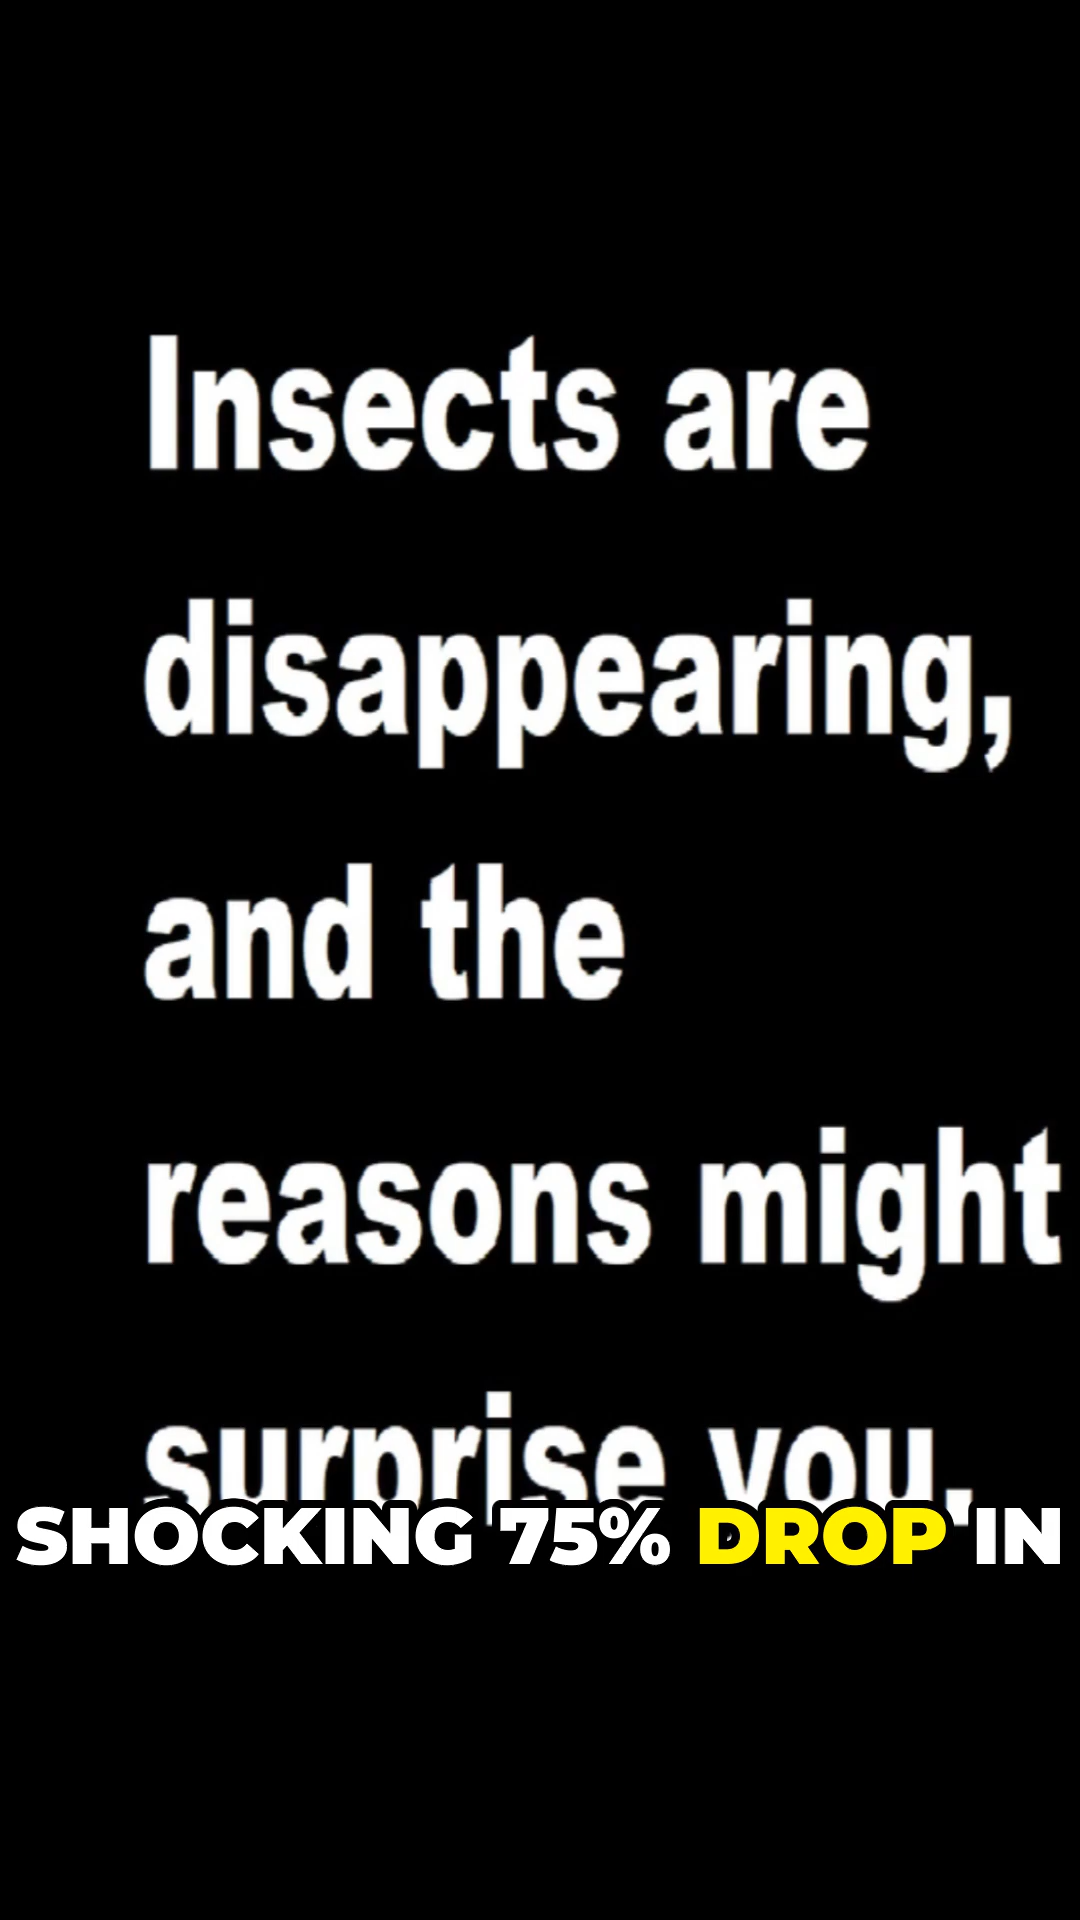 Insects are
disappearing,
and the
reasons might
surprise you.
SHOCKING 75% DROP IN